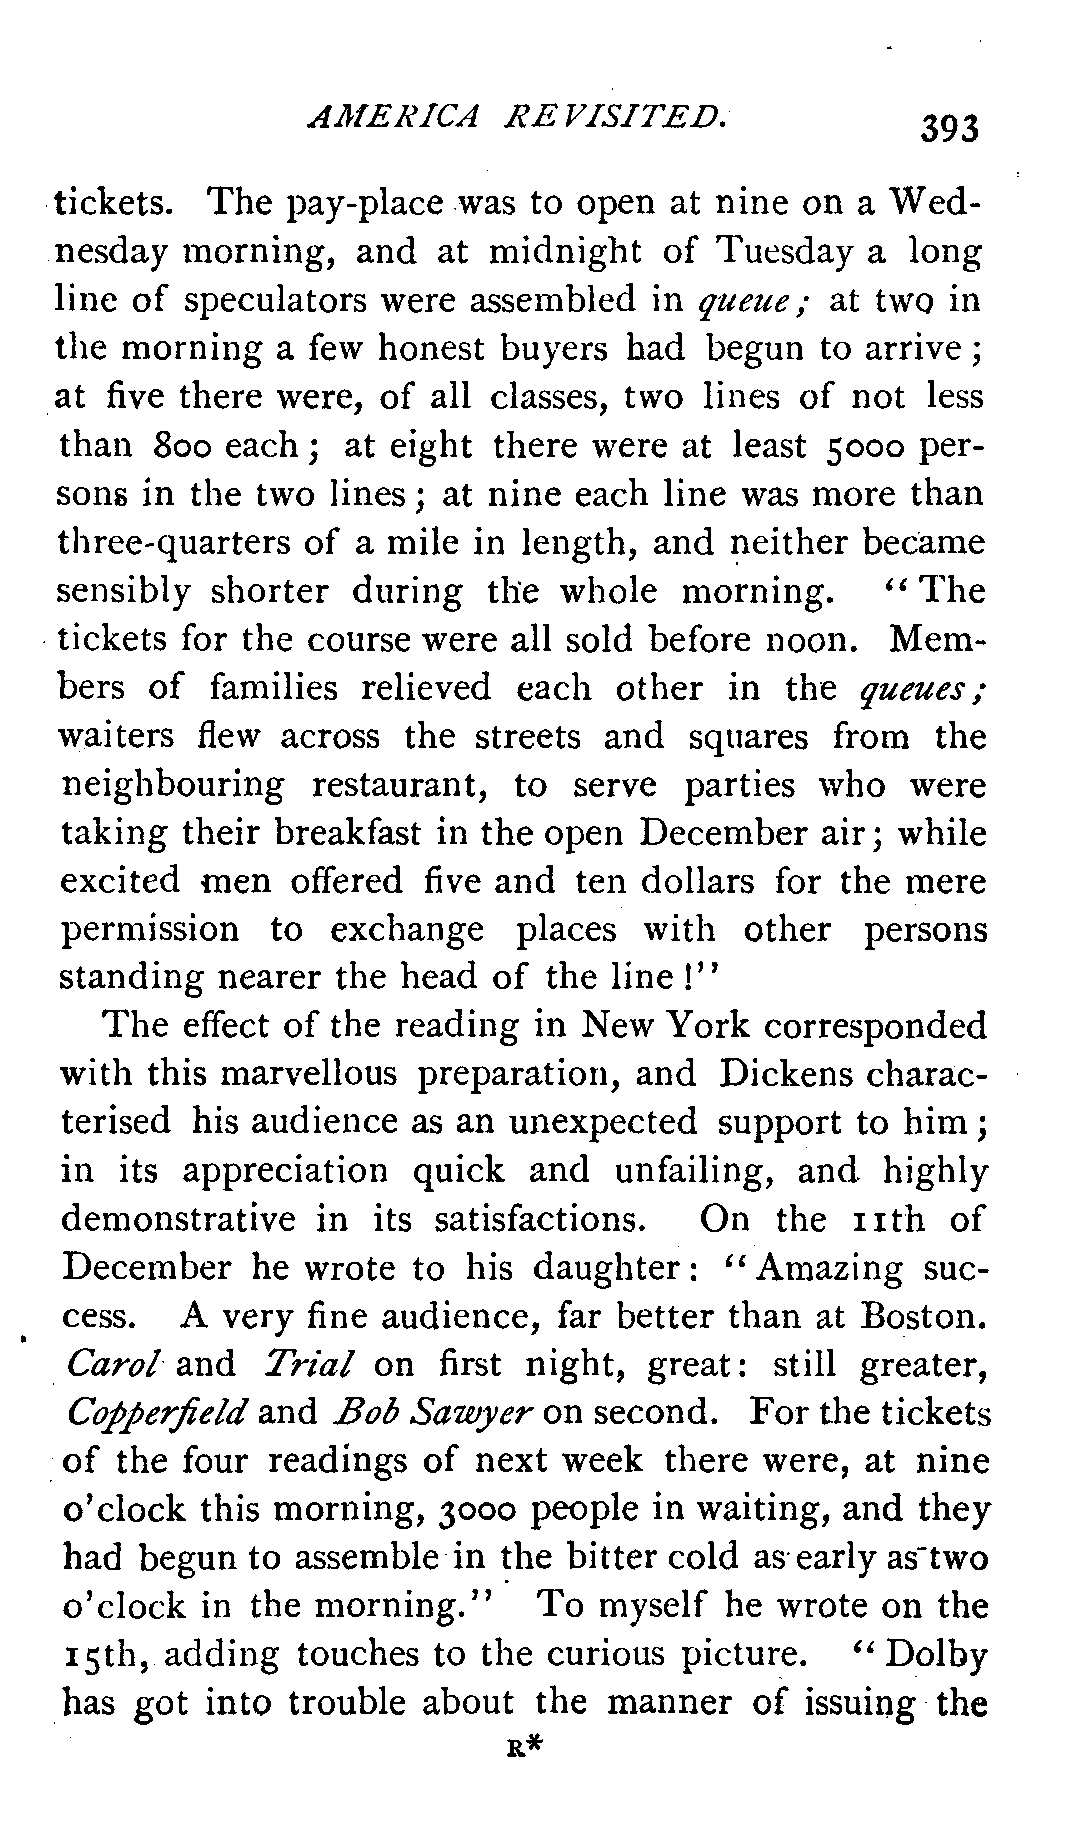 AMERICA REVISITED. 393
tickets. The pay-place was to open at nine on a Wed-
nesday morning, and at midnight of Tuesday a long
line of speculators were assembled in queue; at two in
the morning a few honest buyers had begun to arrive;
at five there were, of all classes, two lines of not less
than 800 each; at eight there were at least 5000 per-
sons in the two lines; at nine each line was more than
three-quarters of a mile in length, and neither became
sensibly shorter during the whole morning. "The
tickets for the course were all sold before noon. Mem-
bers of families relieved each other in the queues;
waiters flew across the streets and squares from the
neighbouring restaurant, to serve parties who were
taking their breakfast in the open December air; while
excited men offered five and ten dollars for the mere
permission to exchange places with other persons
standing nearer the head of the line!"
The effect of the reading in New York corresponded
with this marvellous preparation, and Dickens charac-
terised his audience as an unexpected support to him;
in its appreciation quick and unfailing, and highly
demonstrative in its satisfactions. On the 11th of
December he wrote to his daughter: "Amazing suc-
cess. A very fine audience, far better than at Boston.
Carol and Trial on first night, great: still greater,
Copperfield and Bob Sawyer on second. For the tickets
of the four readings of next week there were, at nine
o'clock this morning, 3000 people in waiting, and they
had begun to assemble in the bitter cold as early as two
o'clock in the morning." To myself he wrote on the
15th, adding touches to the curious picture. "Dolby
has got into trouble about the manner of issuing the
R*